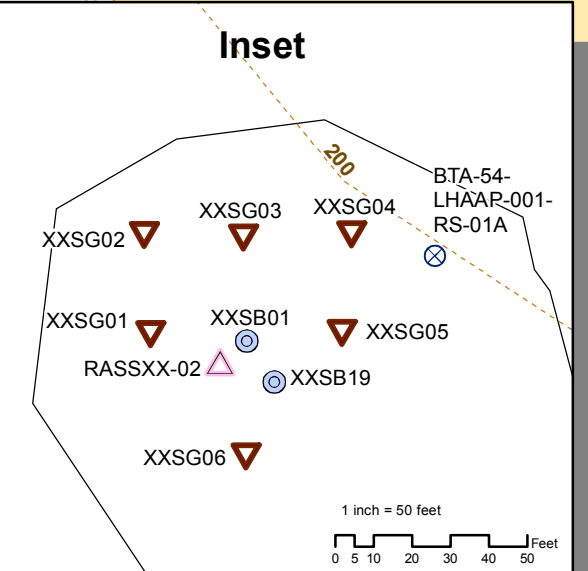 Inset
200
BTA-54-
LHAAP-001-
RS-01A
XXSG03
XXSG04
XXSG02
XXSG01
XXSB01
XXSG05
RASSXX-02
XXSB19
XXSG06
1 inch = 50 feet
Feet
0 5 10 20 30 40 50